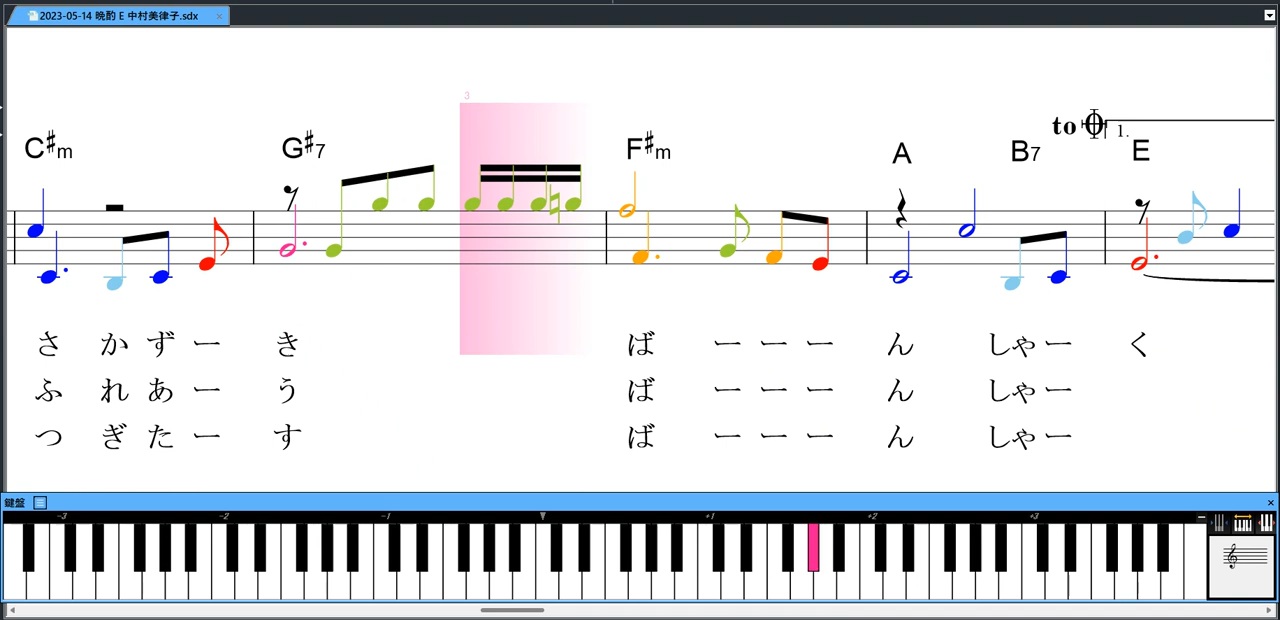 2023-05-14 晩酌 E 中村美律子.sdx
3
to 1.
C♯m G♯7 F♯m A B7 E
さ か ず ー き ば ー ー ー ん しゃ ー く
ふ れ あ ー う ば ー ー ー ん しゃ ー
つ ぎ た ー す ば ー ー ー ん しゃ ー
鍵盤
-3 -2 -1 +1 +2 +3